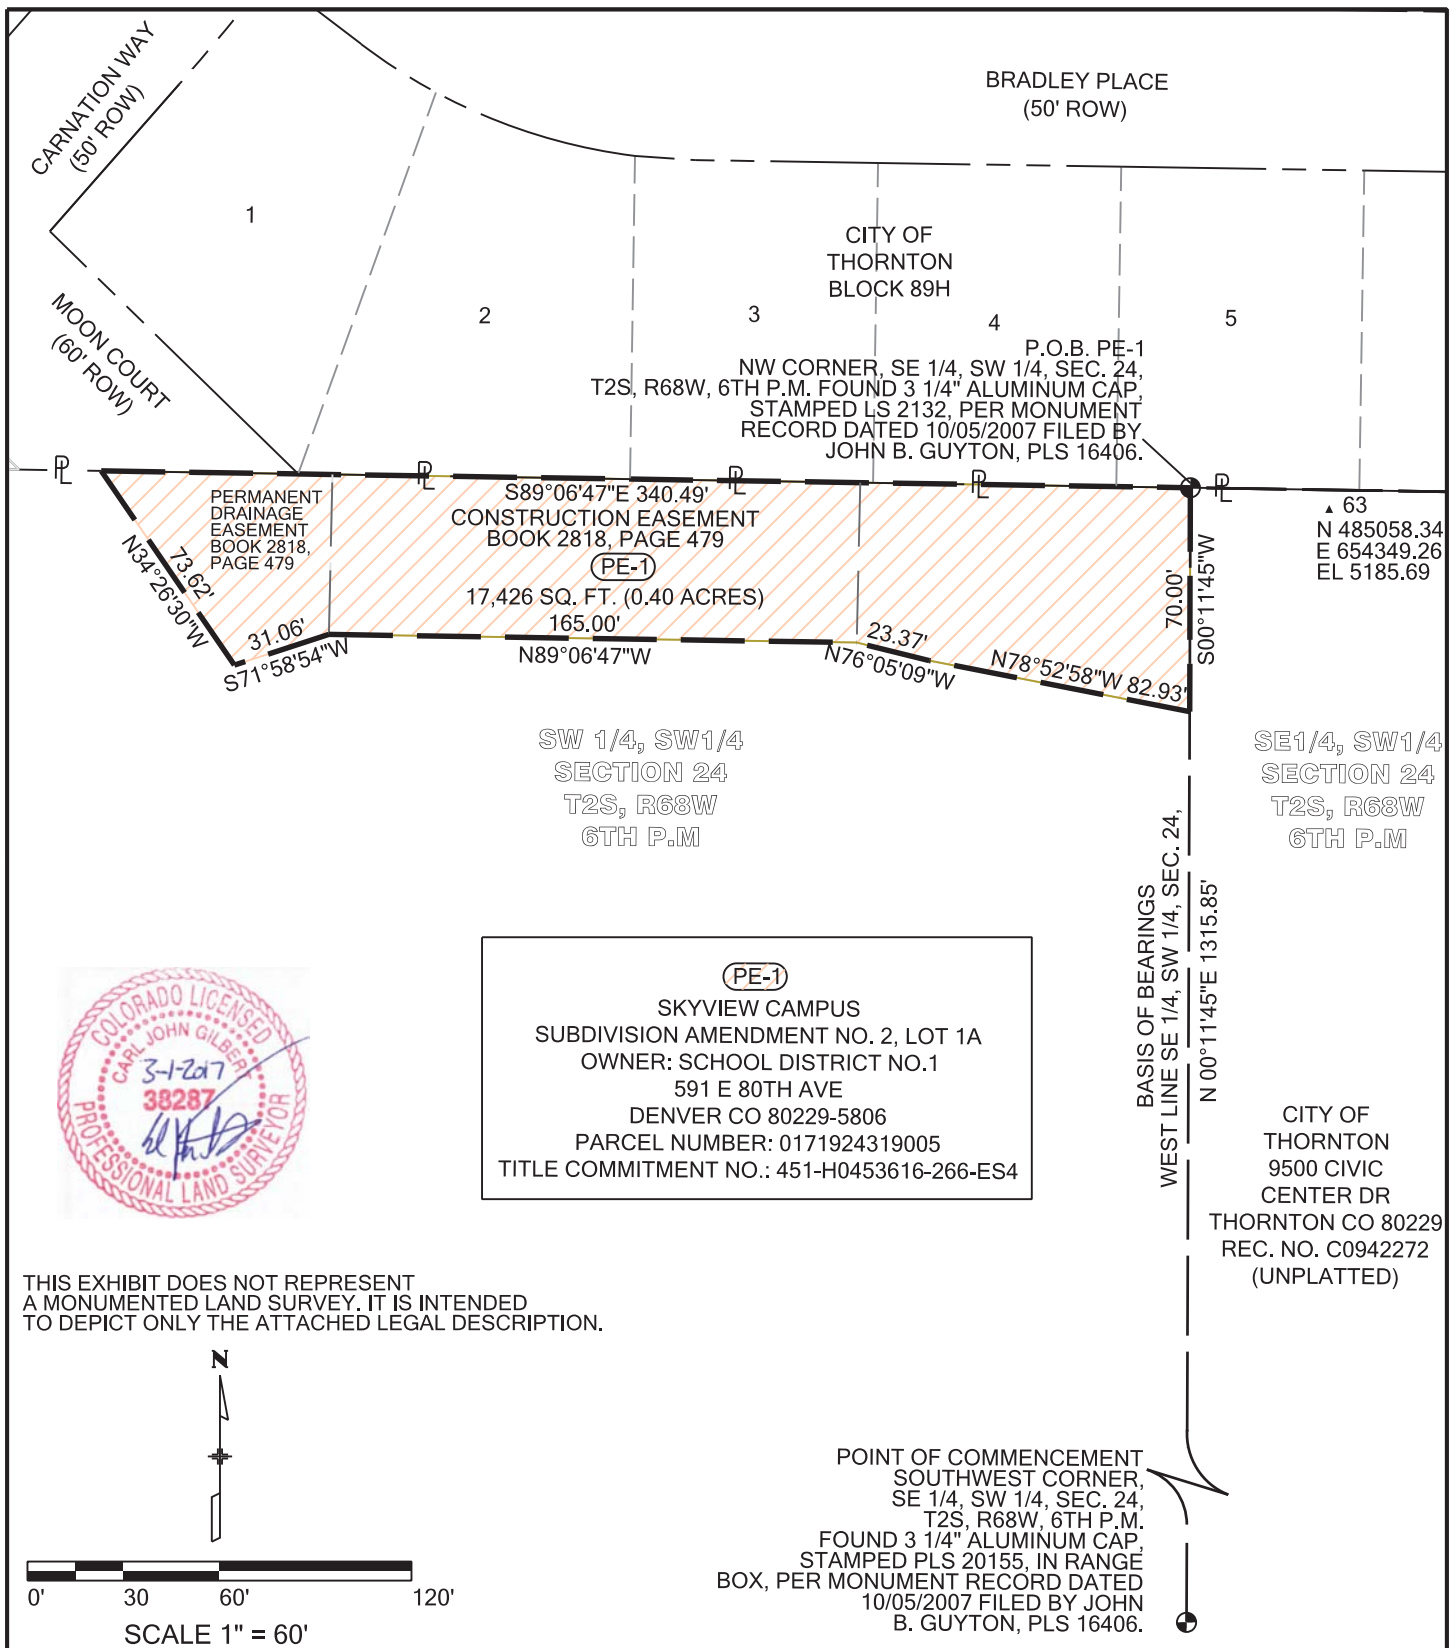 CARNATION WAY
(50' ROW)
BRADLEY PLACE
(50' ROW)
1
2
3
4
5
CITY OF
THORNTON
BLOCK 89H
MOON COURT
(60' ROW)
P.O.B. PE-1
NW CORNER, SE 1/4, SW 1/4, SEC. 24,
T2S, R68W, 6TH P.M. FOUND 3 1/4" ALUMINUM CAP,
STAMPED LS 2132, PER MONUMENT
RECORD DATED 10/05/2007 FILED BY
JOHN B. GUYTON, PLS 16406.
PL
PL
PL
PL
PL
63
N 485058.34
E 654349.26
EL 5185.69
PERMANENT
DRAINAGE
EASEMENT
BOOK 2818,
PAGE 479
S89°06'47"E 340.49'
CONSTRUCTION EASEMENT
BOOK 2818, PAGE 479
PE-1
17,426 SQ. FT. (0.40 ACRES)
165.00'
N89°06'47"W
73.62'
N34°26'30"W
31.06'
S71°58'54"W
23.37'
N76°05'09"W
N78°52'58"W 82.93'
70.00'
S00°11'45"W
SW 1/4, SW1/4
SECTION 24
T2S, R68W
6TH P.M
SE1/4, SW1/4
SECTION 24
T2S, R68W
6TH P.M
BASIS OF BEARINGS
WEST LINE SE 1/4, SW 1/4, SEC. 24,
N 00°11'45"E 1315.85'
COLORADO LICENSED
CARL JOHN GILBERT
3-1-2017
38287
PROFESSIONAL LAND SURVEYOR
PE-1
SKYVIEW CAMPUS
SUBDIVISION AMENDMENT NO. 2, LOT 1A
OWNER: SCHOOL DISTRICT NO.1
591 E 80TH AVE
DENVER CO 80229-5806
PARCEL NUMBER: 0171924319005
TITLE COMMITMENT NO.: 451-H0453616-266-ES4
CITY OF
THORNTON
9500 CIVIC
CENTER DR
THORNTON CO 80229
REC. NO. C0942272
(UNPLATTED)
THIS EXHIBIT DOES NOT REPRESENT
A MONUMENTED LAND SURVEY. IT IS INTENDED
TO DEPICT ONLY THE ATTACHED LEGAL DESCRIPTION.
N
0' 30 60' 120'
SCALE 1" = 60'
POINT OF COMMENCEMENT
SOUTHWEST CORNER,
SE 1/4, SW 1/4, SEC. 24,
T2S, R68W, 6TH P.M.
FOUND 3 1/4" ALUMINUM CAP,
STAMPED PLS 20155, IN RANGE
BOX, PER MONUMENT RECORD DATED
10/05/2007 FILED BY JOHN
B. GUYTON, PLS 16406.